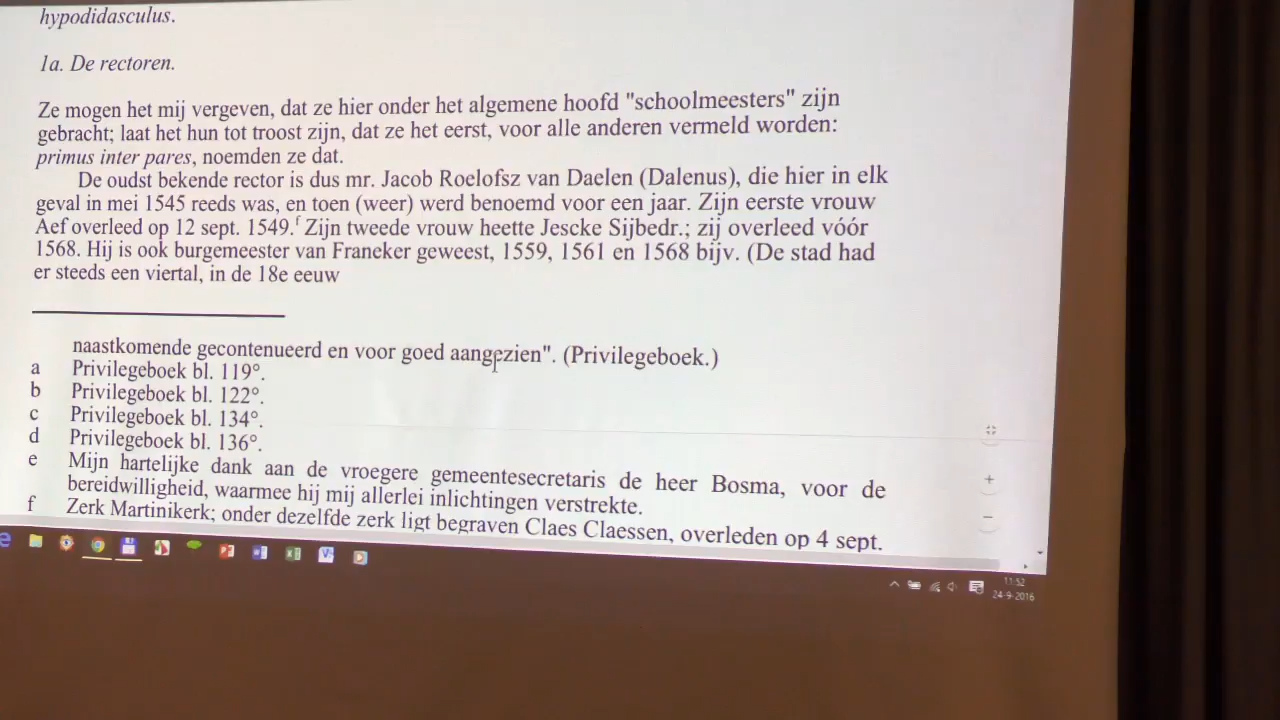 hypodidasculus.
1a. De rectoren.
Ze mogen het mij vergeven, dat ze hier onder het algemene hoofd "schoolmeesters" zijn
gebracht; laat het hun tot troost zijn, dat ze het eerst, voor alle anderen vermeld worden:
primus inter pares, noemden ze dat.
De oudst bekende rector is dus mr. Jacob Roelofsz van Daelen (Dalenus), die hier in elk
geval in mei 1545 reeds was, en toen (weer) werd benoemd voor een jaar. Zijn eerste vrouw
Aef overleed op 12 sept. 1549.f Zijn tweede vrouw heette Jescke Sijbedr.; zij overleed vóór
1568. Hij is ook burgemeester van Franeker geweest, 1559, 1561 en 1568 bijv. (De stad had
er steeds een viertal, in de 18e eeuw
naastkomende gecontenueerd en voor goed aangezien". (Privilegeboek.)
a Privilegeboek bl. 119°.
b Privilegeboek bl. 122°.
c Privilegeboek bl. 134°.
d Privilegeboek bl. 136°.
e Mijn hartelijke dank aan de vroegere gemeentesecretaris de heer Bosma, voor de
bereidwilligheid, waarmee hij mij allerlei inlichtingen verstrekte.
f Zerk Martinikerk; onder dezelfde zerk ligt begraven Claes Claessen, overleden op 4 sept.
11:52
24-9-2016